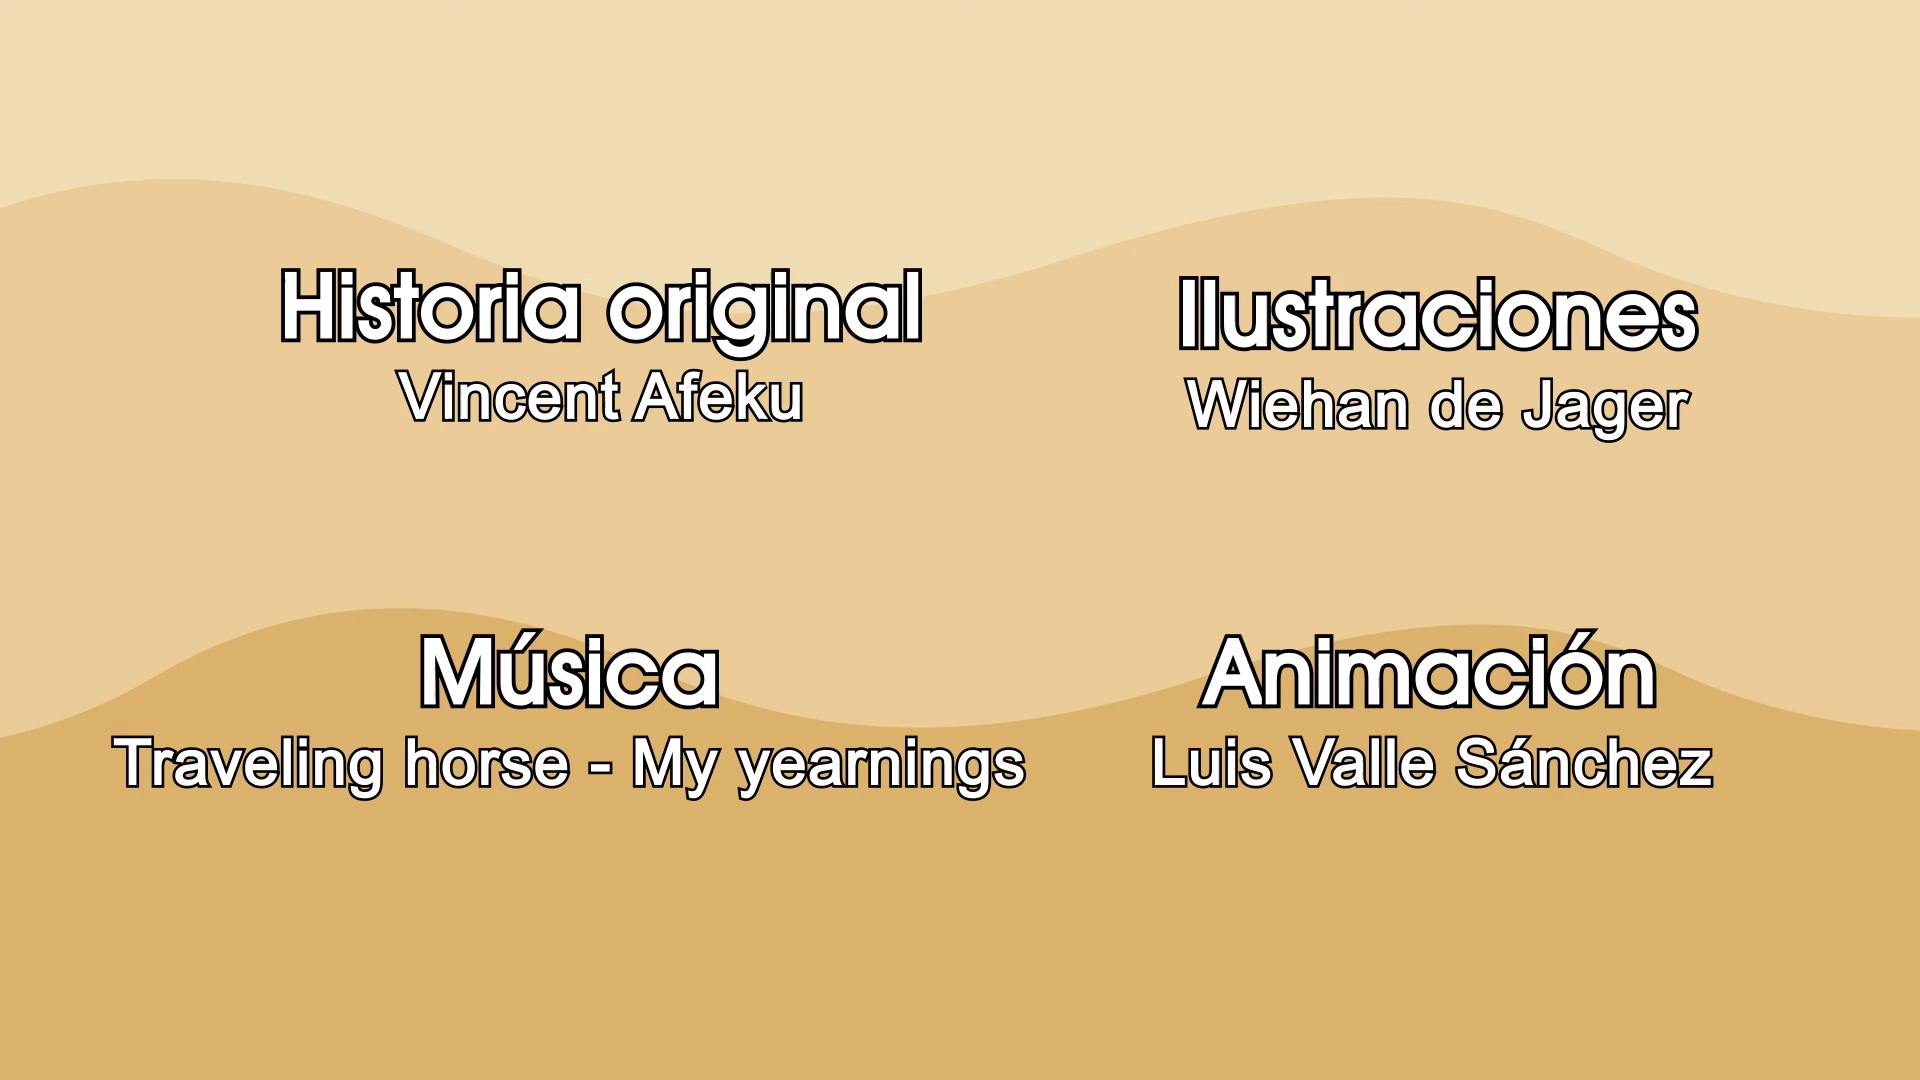 Historia original
Vincent Afeku
Ilustraciones
Wiehan de Jager
Música
Traveling horse - My yearnings
Animación
Luis Valle Sánchez